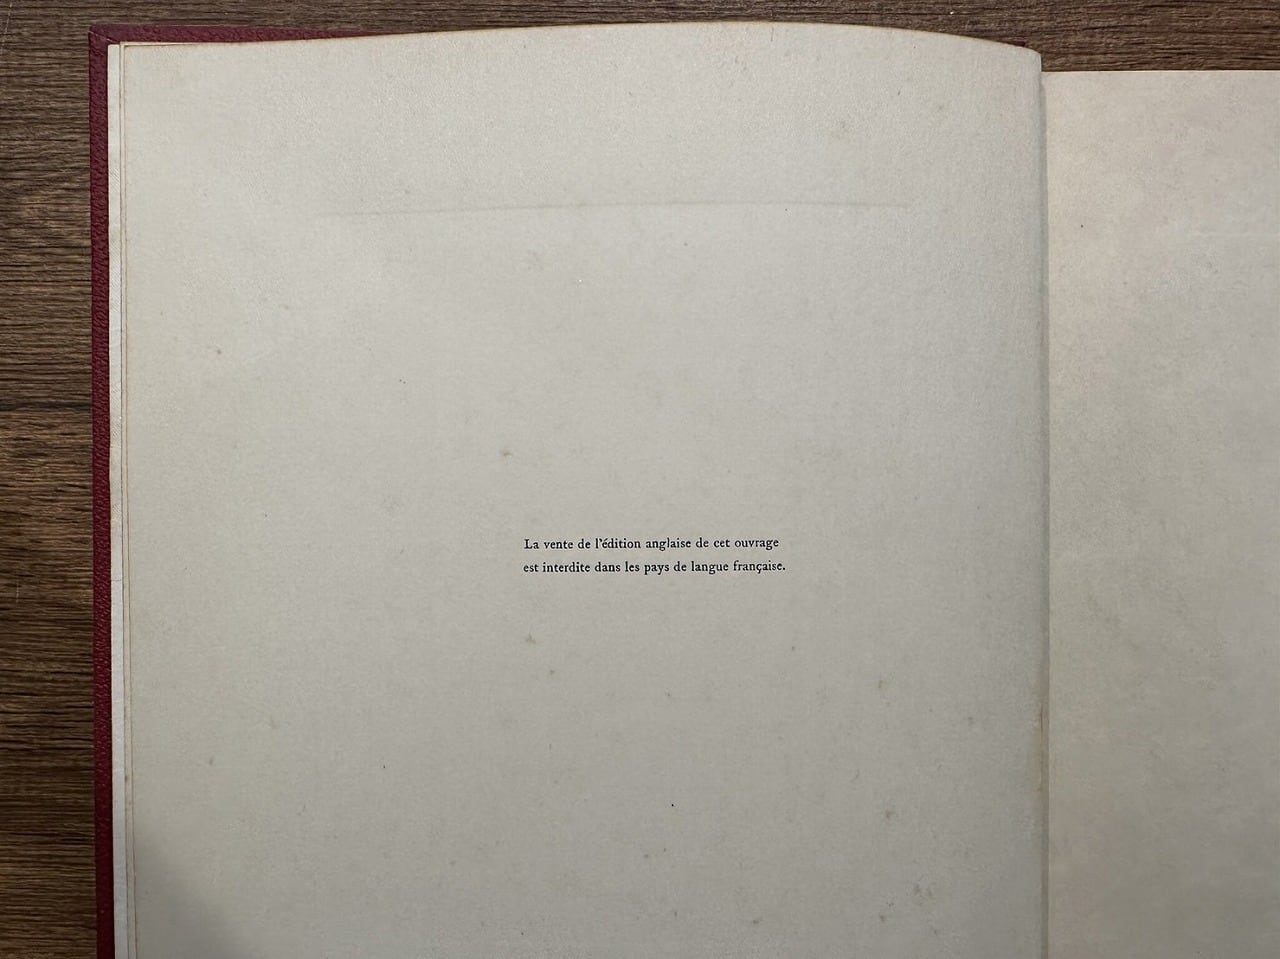 La vente de l'édition anglaise de cet ouvrage
est interdite dans les pays de langue française.